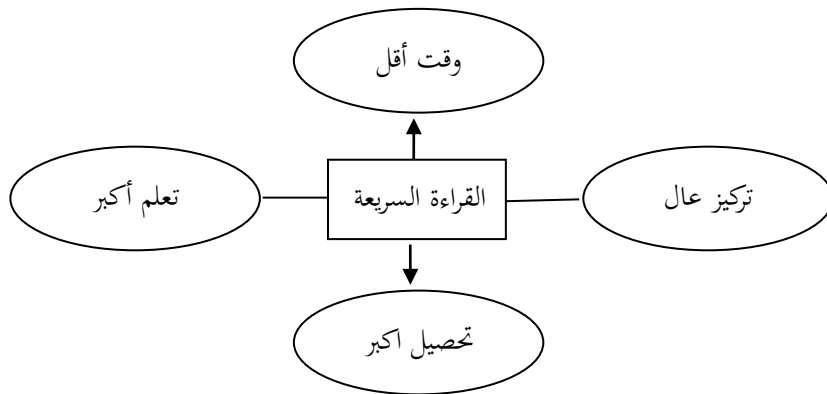 وقت أقل
تركيز عال
القراءة السريعة
تعلم أكبر
تحصيل اكبر